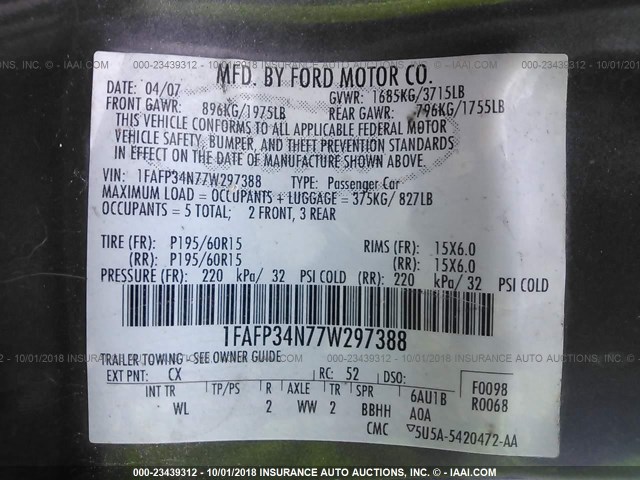 000-23439312 - 10/01/2018 INSURANCE AUTO AUCTIONS - IAAI.COM
MFD. BY FORD MOTOR CO.
DATE: 04/07 GVWR: 1685KG/3715LB
FRONT GAWR: 896KG/1975LB REAR GAWR: 796KG/1755LB
THIS VEHICLE CONFORMS TO ALL APPLICABLE FEDERAL MOTOR
VEHICLE SAFETY, BUMPER, AND THEFT PREVENTION STANDARDS
IN EFFECT ON THE DATE OF MANUFACTURE SHOWN ABOVE.
VIN: 1FAFP34N77W297388 TYPE: Passenger Car
MAXIMUM LOAD = OCCUPANTS + LUGGAGE = 375KG/ 827LB
OCCUPANTS = 5 TOTAL; 2 FRONT, 3 REAR
TIRE (FR): P195/60R15 RIMS (FR): 15X6.0
(RR): P195/60R15 (RR): 15X6.0
PRESSURE (FR): 220 kPa/ 32 PSI COLD (RR): 220 kPa/ 32 PSI COLD
1FAFP34N77W297388
TRAILER TOWING - SEE OWNER GUIDE
EXT PNT: CX RC: 52 DSO: F0098
INT TR TP/PS R AXLE TR SPR 6AU1B R0068
WL 2 WW 2 BBHH A0A
CMC ▽5U5A-5420472-AA
000-23439312 - 10/01/2018 INSURANCE AUTO AUCTIONS - IAAI.COM